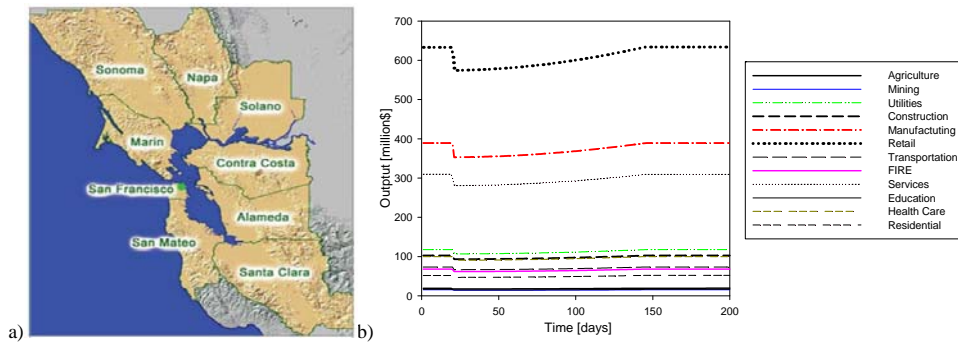 a)
Sonoma
Napa
Solano
Marin
Contra Costa
San Francisco
Alameda
San Mateo
Santa Clara
b)
Outptut [million$]
700
600
500
400
300
200
100
0
0 50 100 150 200
Time [days]
Agriculture
Mining
Utilities
Construction
Manufactuting
Retail
Transportation
FIRE
Services
Education
Health Care
Residential